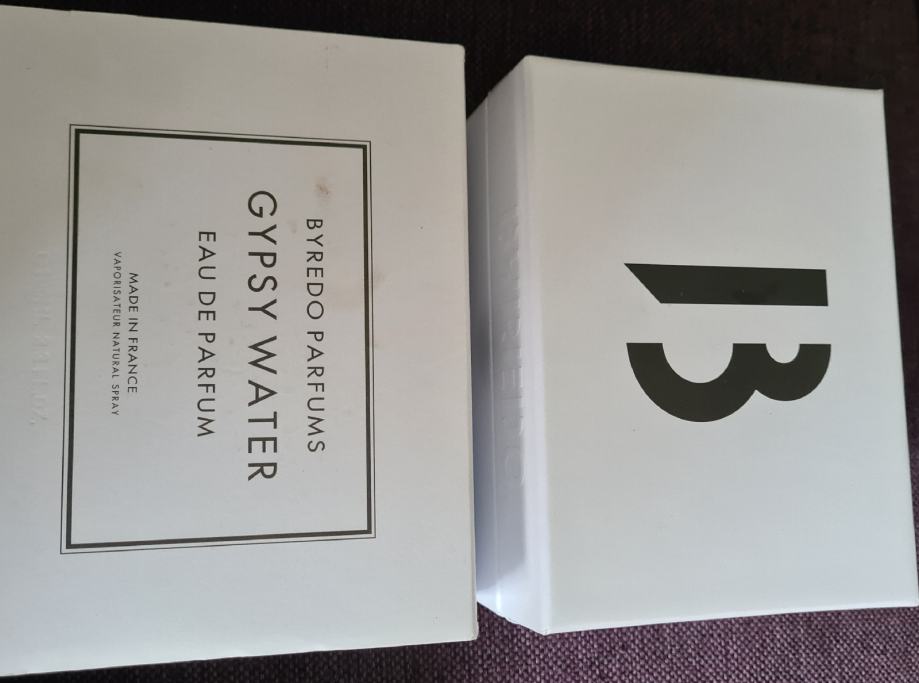 BYREDO PARFUMS
GYPSY WATER
EAU DE PARFUM
MADE IN FRANCE
VAPORISATEUR NATURAL SPRAY
B